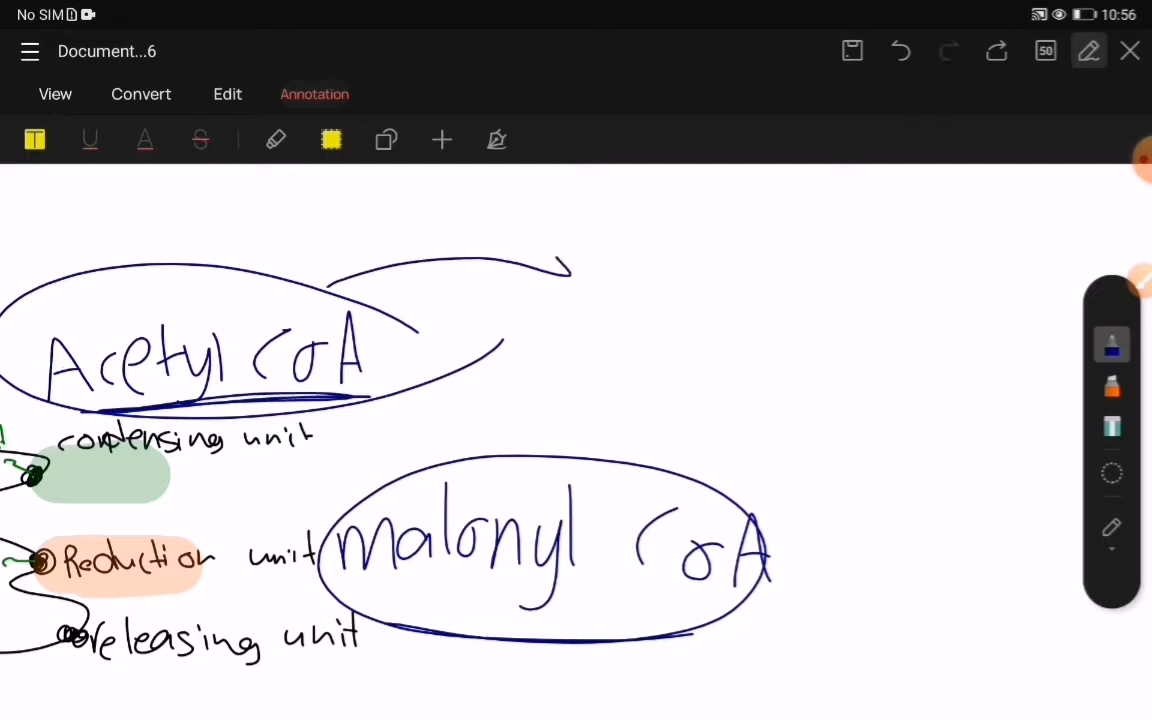 No SIM 10:56
Document...6 50
View Convert Edit Annotation
T U A S
Acetyl CoA
condensing unit
malonyl CoA
Reduction unit
releasing unit